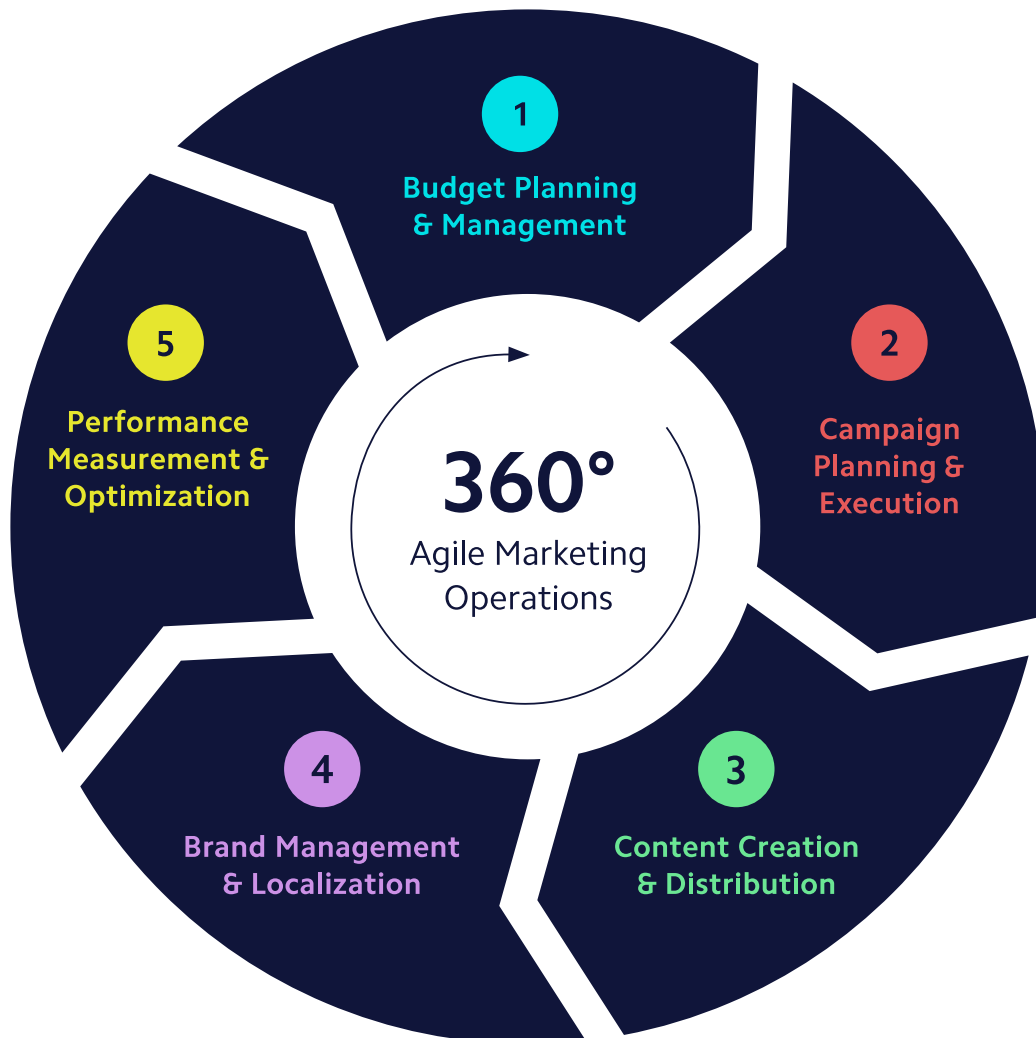 1
Budget Planning
& Management
2
Campaign
Planning &
Execution
3
Content Creation
& Distribution
4
Brand Management
& Localization
5
Performance
Measurement &
Optimization
360°
Agile Marketing
Operations